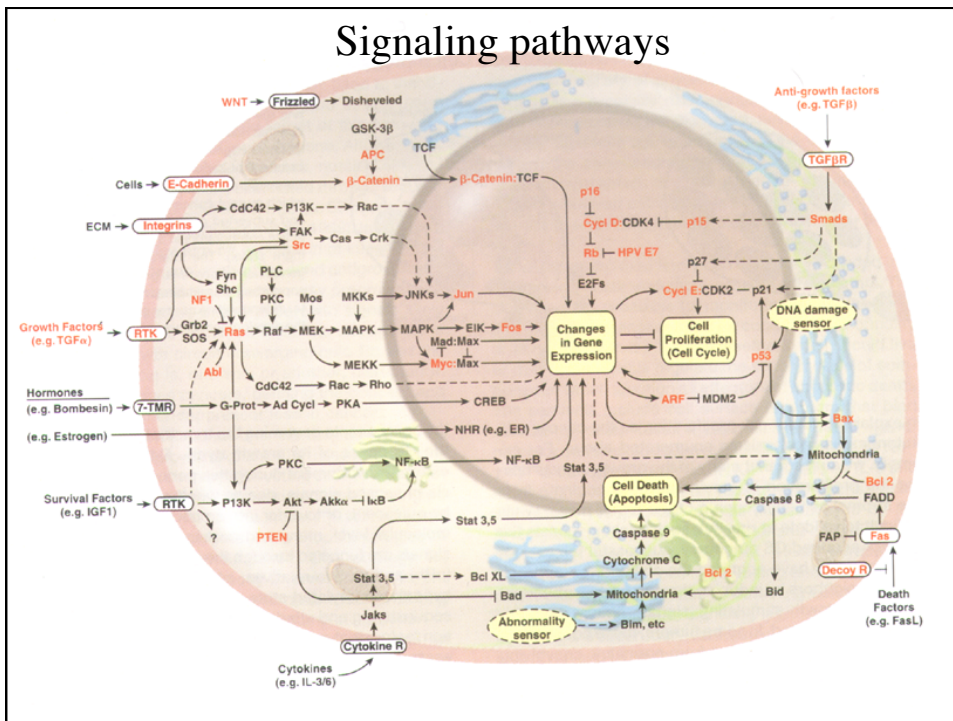 Signaling pathways
WNT Frizzled Disheveled
GSK-3β
APC
TCF
Cells E-Cadherin β-Catenin β-Catenin:TCF
Anti-growth factors
(e.g. TGFβ)
TGFβR
Smads
p16
Cycl D:CDK4 p15
Rb HPV E7
E2Fs
p27
Cycl E:CDK2 p21
DNA damage
sensor
Cell
Proliferation
(Cell Cycle)
p53
ARF MDM2
CdC42 P13K Rac
ECM Integrins
FAK
Src Cas Crk
Fyn
Shc
PLC
NF1
PKC
Mos
MKKs JNKs Jun
Growth Factors
(e.g. TGFα)
RTK
Grb2
SOS
Ras Raf MEK MAPK MAPK ElK Fos
Changes
in Gene
Expression
Mad:Max
Abl
MEKK Myc:Max
CdC42 Rac Rho
Hormones
(e.g. Bombesin) 7-TMR G-Prot Ad Cycl PKA CREB
(e.g. Estrogen) NHR (e.g. ER)
PKC NF-κB NF-κB
Stat 3,5
Survival Factors
(e.g. IGF1)
RTK P13K Akt Akkα IκB
?
PTEN
Stat 3,5
Bax
Mitochondria
Bcl 2
Cell Death
(Apoptosis)
Caspase 8 FADD
Caspase 9
FAP Fas
Cytochrome C
Decoy R
Stat 3,5 Bcl XL Bcl 2
Bad Mitochondria Bid
Death
Factors
(e.g. FasL)
Jaks
Abnormality
sensor
Bim, etc
Cytokine R
Cytokines
(e.g. IL-3/6)